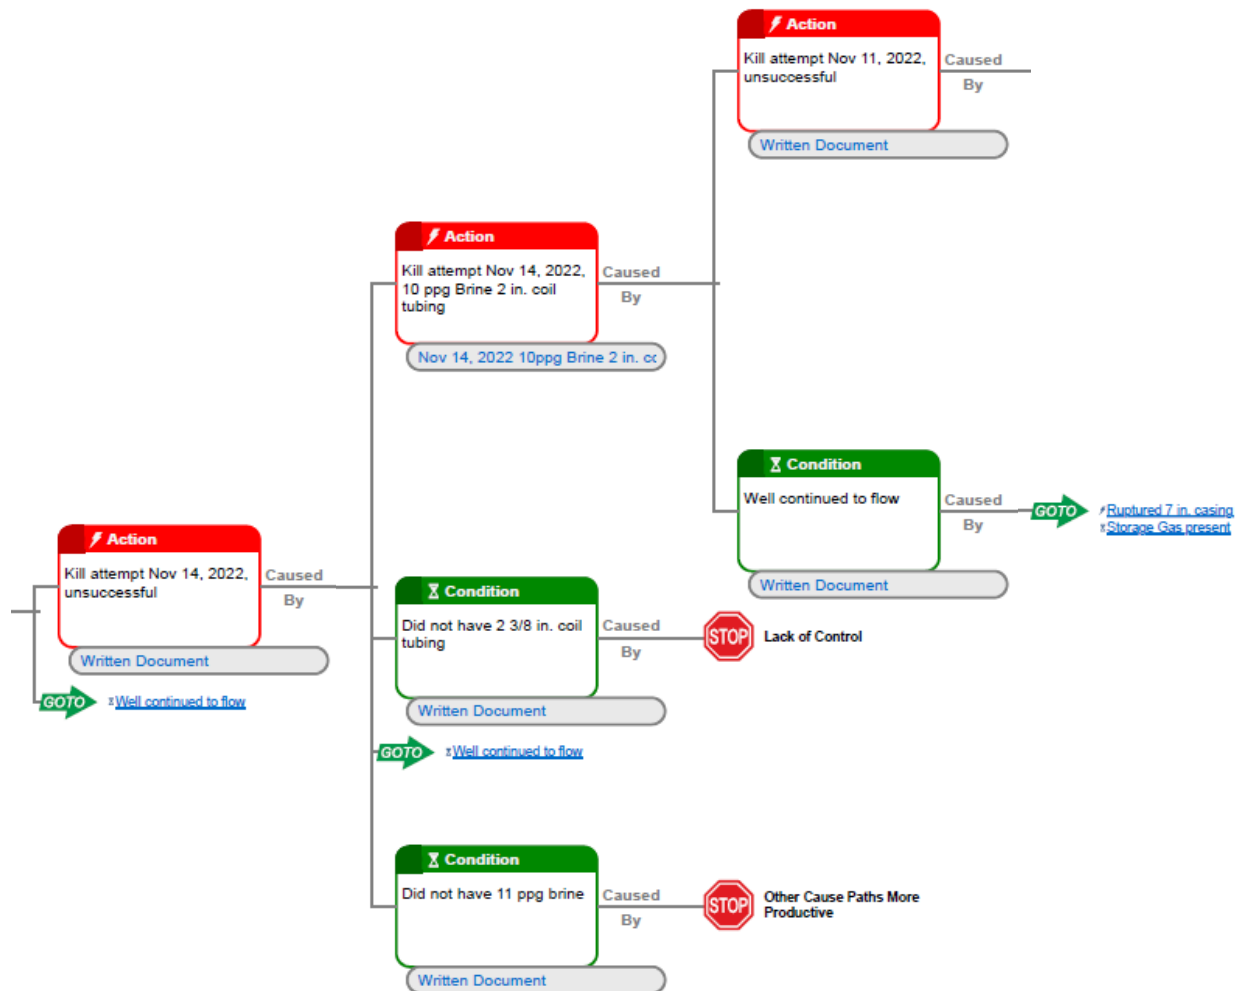 Action
Kill attempt Nov 11, 2022,
unsuccessful
Caused
By
Written Document
Action
Kill attempt Nov 14, 2022,
10 ppg Brine 2 in. coil
tubing
Caused
By
Nov 14, 2022 10ppg Brine 2 in. cc
Condition
Well continued to flow
Caused
By
GOTO
Ruptured 7 in. casing
Storage Gas present
Written Document
Action
Kill attempt Nov 14, 2022,
unsuccessful
Caused
By
Written Document
GOTO
Well continued to flow
Condition
Did not have 2 3/8 in. coil
tubing
Caused
By
STOP
Lack of Control
Written Document
GOTO
Well continued to flow
Condition
Did not have 11 ppg brine
Caused
By
STOP
Other Cause Paths More
Productive
Written Document